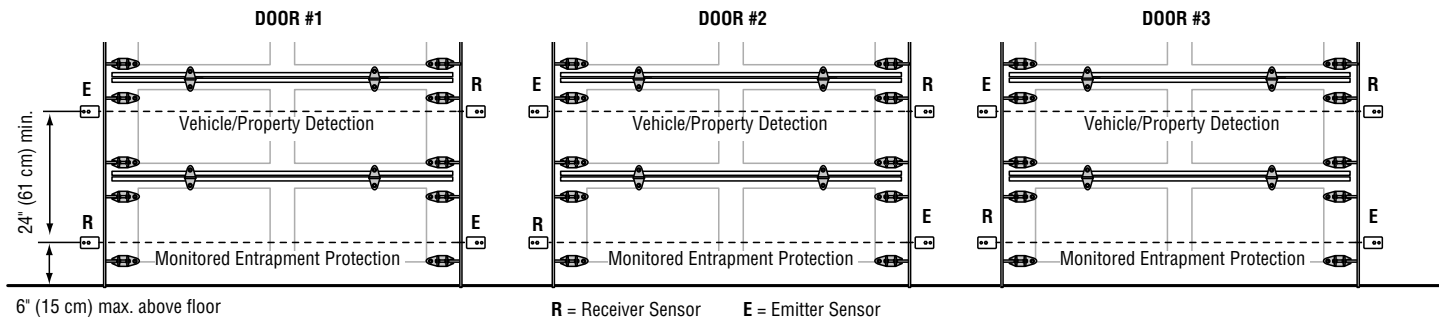 DOOR #1
DOOR #2
DOOR #3
E
R
E
R
E
R
Vehicle/Property Detection
Vehicle/Property Detection
Vehicle/Property Detection
24" (61 cm) min.
R
E
R
E
R
E
Monitored Entrapment Protection
Monitored Entrapment Protection
Monitored Entrapment Protection
6" (15 cm) max. above floor
R = Receiver Sensor
E = Emitter Sensor